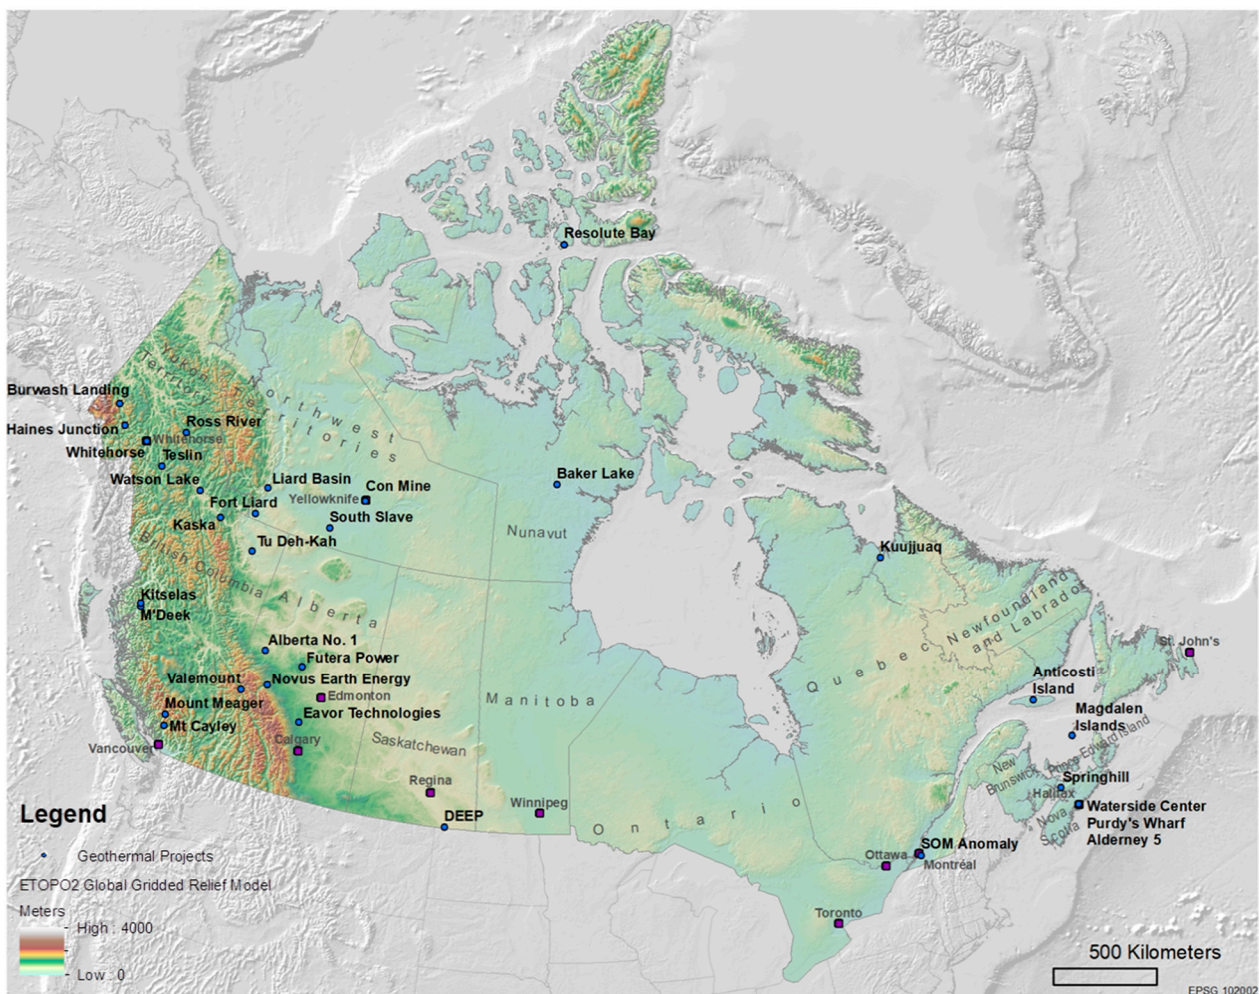 Resolute Bay
Yukon
Territory
Northwest
Territories
Burwash Landing
Haines Junction
Ross River
Whitehorse
Whitehorse
Teslin
Watson Lake
Liard Basin
Yellowknife
Con Mine
Baker Lake
Fort Liard
South Slave
Kaska
Tu Deh-Kah
Nunavut
Kuujjuaq
British Columbia
Alberta
Kitselas
M'Deek
Newfoundland
and Labrador
St. John's
Alberta No. 1
Futera Power
Valemount
Novus Earth Energy
Edmonton
Quebec
Anticosti
Island
Manitoba
Mount Meager
Mt Cayley
Eavor Technologies
Magdalen
Islands
Vancouver
Calgary
Saskatchewan
Prince Edward Island
New
Brunswick
Springhill
Regina
Winnipeg
Halifax
Nova
Scotia
Waterside Center
Purdy's Wharf
Alderney 5
DEEP
Ontario
SOM Anomaly
Ottawa
Montréal
Toronto
Legend
Geothermal Projects
ETOPO2 Global Gridded Relief Model
Meters
High : 4000
Low : 0
500 Kilometers
EPSG 102002